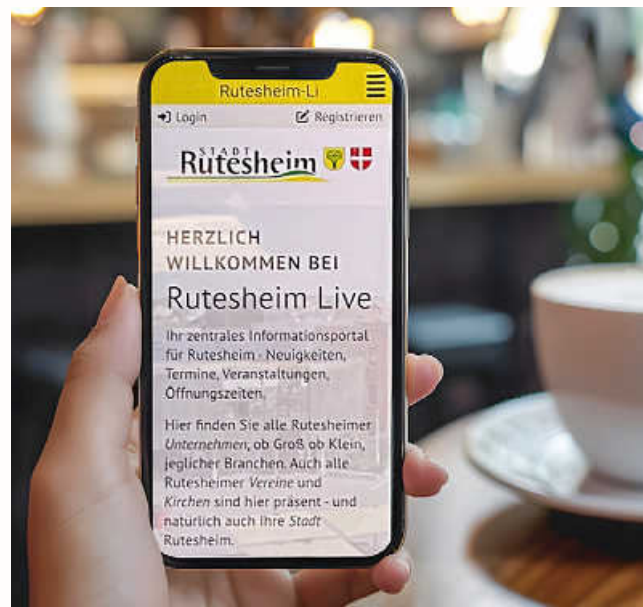 Rutesheim-Li
Login
Registrieren
STADT
Rutesheim
HERZLICH
WILLKOMMEN BEI
Rutesheim Live
Ihr zentrales Informationsportal
für Rutesheim - Neuigkeiten,
Termine, Veranstaltungen,
Öffnungszeiten.
Hier finden Sie alle Rutesheimer
Unternehmen, ob Groß ob Klein,
jeglicher Branchen. Auch alle
Rutesheimer Vereine und
Kirchen sind hier präsent - und
natürlich auch Ihre Stadt
Rutesheim.